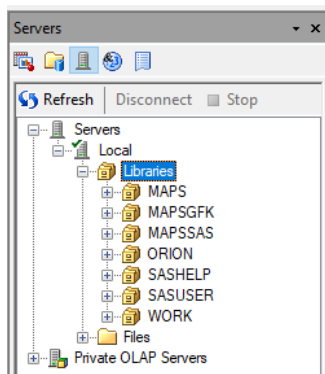 Servers
Refresh Disconnect Stop
Servers
Local
Libraries
MAPS
MAPSGFK
MAPSSAS
ORION
SASHELP
SASUSER
WORK
Files
Private OLAP Servers